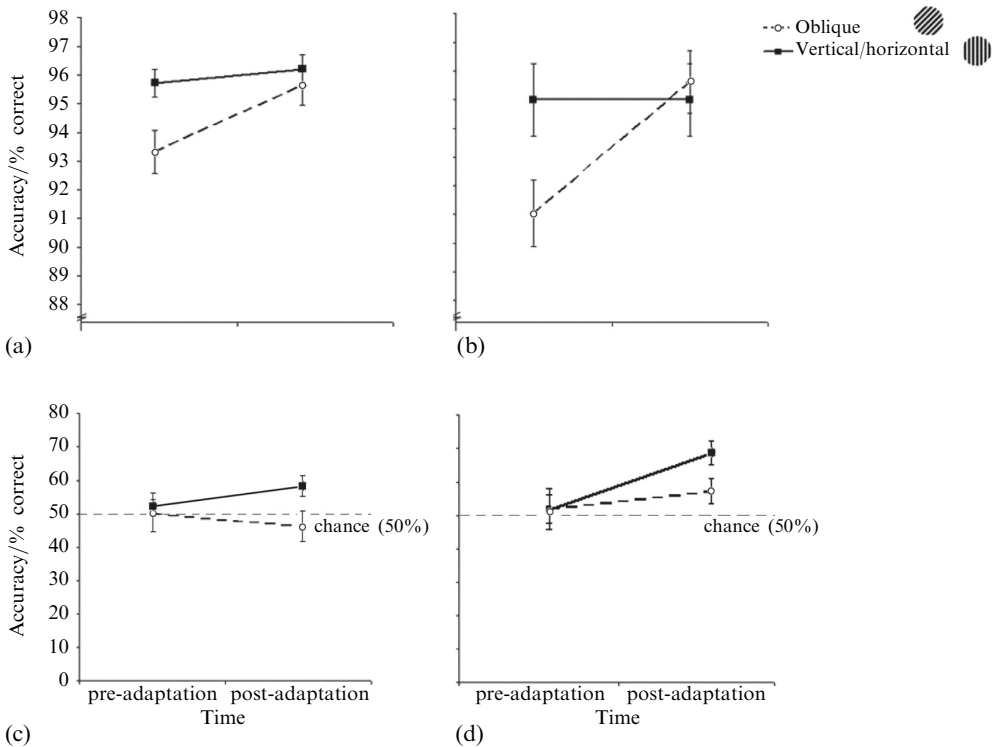 98
97
96
95
94
93
92
91
90
89
88
Accuracy/% correct
(a)
(b)
Oblique
Vertical/horizontal
80
70
60
50
40
30
20
10
0
Accuracy/% correct
chance (50%)
chance (50%)
pre-adaptation post-adaptation
Time
pre-adaptation post-adaptation
Time
(c)
(d)